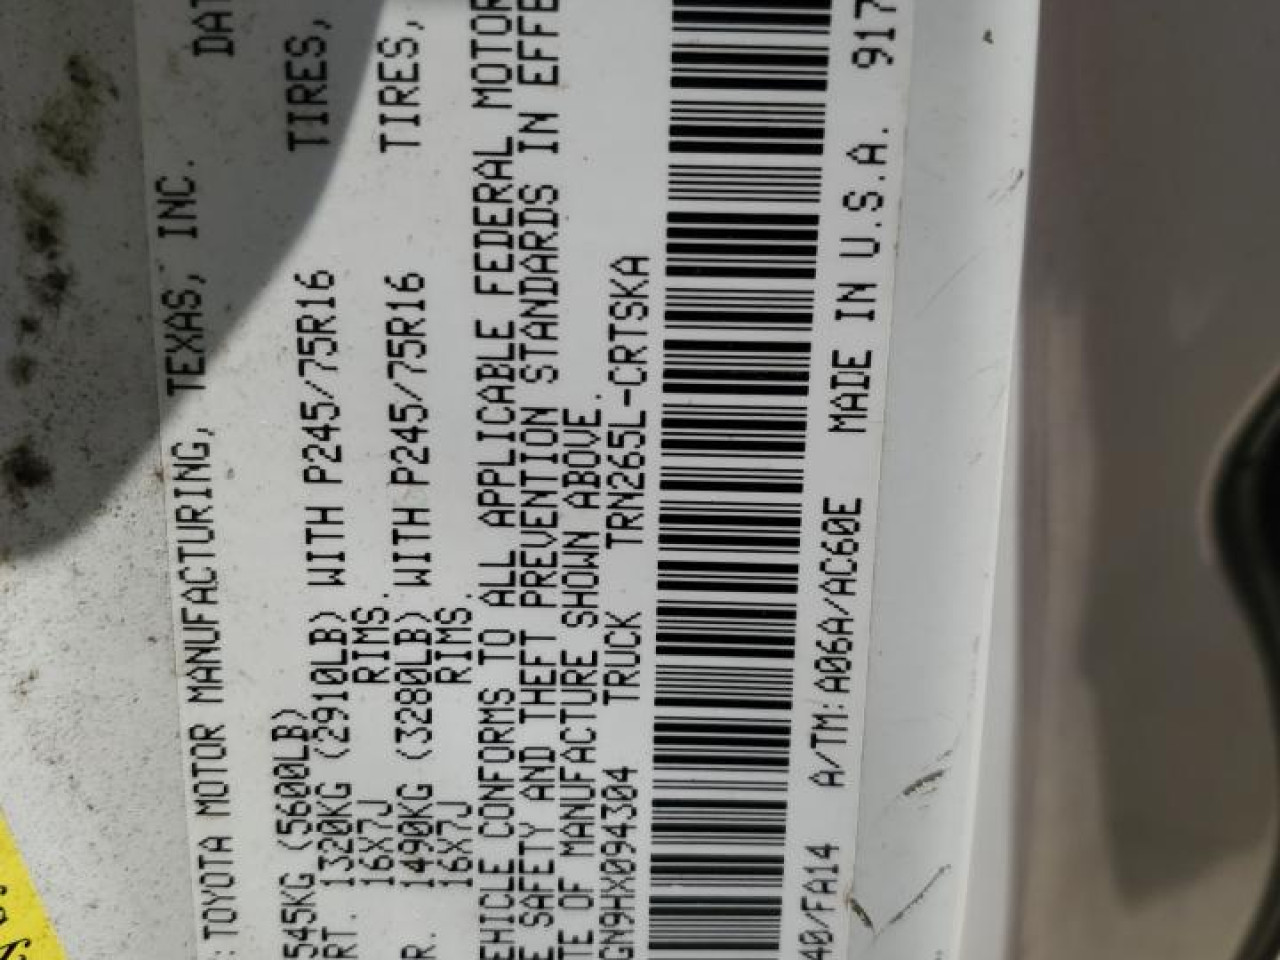 :TOYOTA MOTOR MANUFACTURING, TEXAS, INC. DAT
545KG (5600LB)
RT. 1320KG (2910LB) WITH P245/75R16 TIRES,
16X7J RIMS.
R. 1490KG (3280LB) WITH P245/75R16 TIRES,
16X7J RIMS.
EHICLE CONFORMS TO ALL APPLICABLE FEDERAL MOTOR
E SAFETY AND THEFT PREVENTION STANDARDS IN EFFE
TE OF MANUFACTURE SHOWN ABOVE.
GN9HX094304 TRUCK TRN265L-CRTSKA
40/FA14 A/TM:A06A/AC60E MADE IN U.S.A. 917